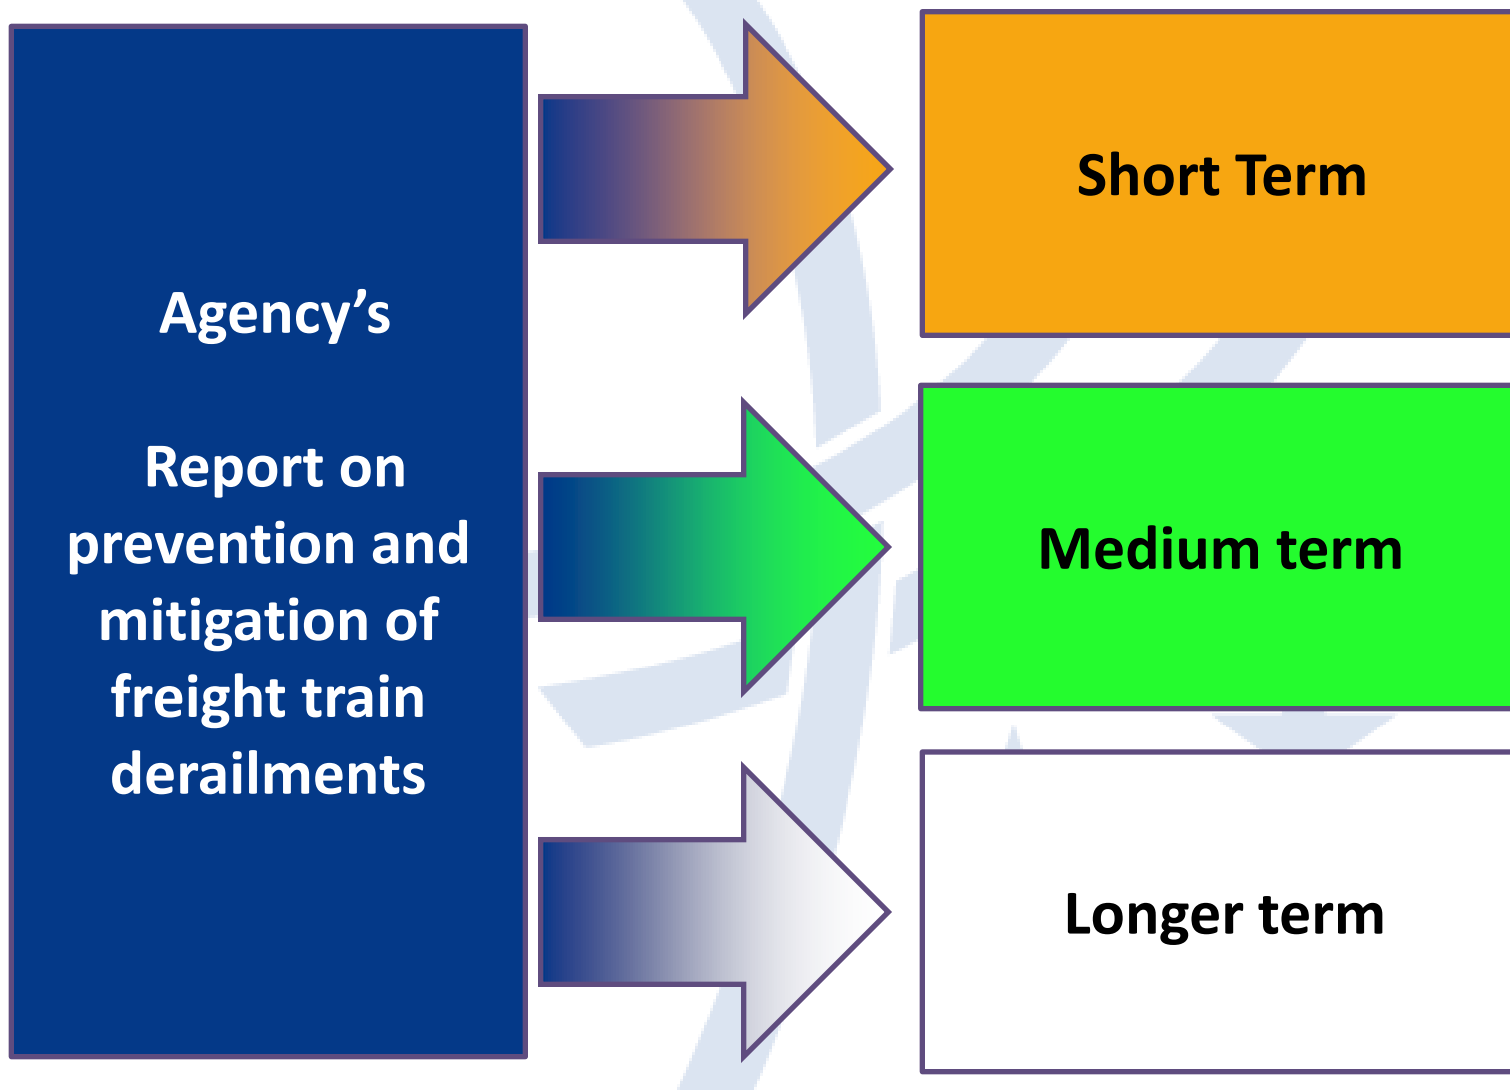 Agency’s
Report on
prevention and
mitigation of
freight train
derailments
Short Term
Medium term
Longer term